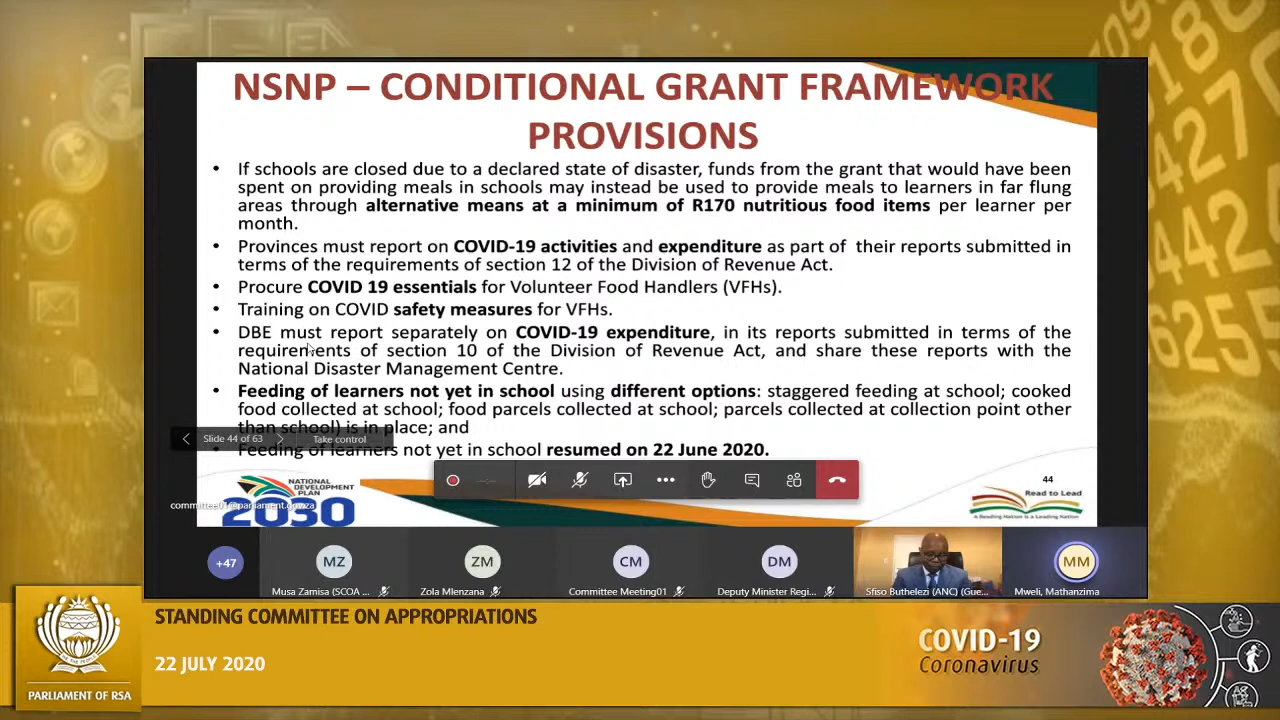 NSNP – CONDITIONAL GRANT FRAMEWORK
PROVISIONS
• If schools are closed due to a declared state of disaster, funds from the grant that would have been
spent on providing meals in schools may instead be used to provide meals to learners in far flung
areas through alternative means at a minimum of R170 nutritious food items per learner per
month.
• Provinces must report on COVID-19 activities and expenditure as part of their reports submitted in
terms of the requirements of section 12 of the Division of Revenue Act.
• Procure COVID 19 essentials for Volunteer Food Handlers (VFHs).
• Training on COVID safety measures for VFHs.
• DBE must report separately on COVID-19 expenditure, in its reports submitted in terms of the
requirements of section 10 of the Division of Revenue Act, and share these reports with the
National Disaster Management Centre.
• Feeding of learners not yet in school using different options: staggered feeding at school; cooked
food collected at school; food parcels collected at school; parcels collected at collection point other
than school) is in place; and
Slide 44 of 63
Take control
• Feeding of learners not yet in school resumed on 22 June 2020.
NATIONAL
DEVELOPMENT
PLAN
2030
committee01@parliament.gov.za
44
Read to Lead
A Reading Nation is a Leading Nation
+47
MZ
ZM
CM
DM
MM
Musa Zamisa (SCOA ...
Zola Mlenzana
Committee Meeting01
Deputy Minister Regi...
Sfiso Buthelezi (ANC) (Gue...
Mweli, Mathanzima
STANDING COMMITTEE ON APPROPRIATIONS
22 JULY 2020
PARLIAMENT OF RSA
COVID-19
Coronavirus